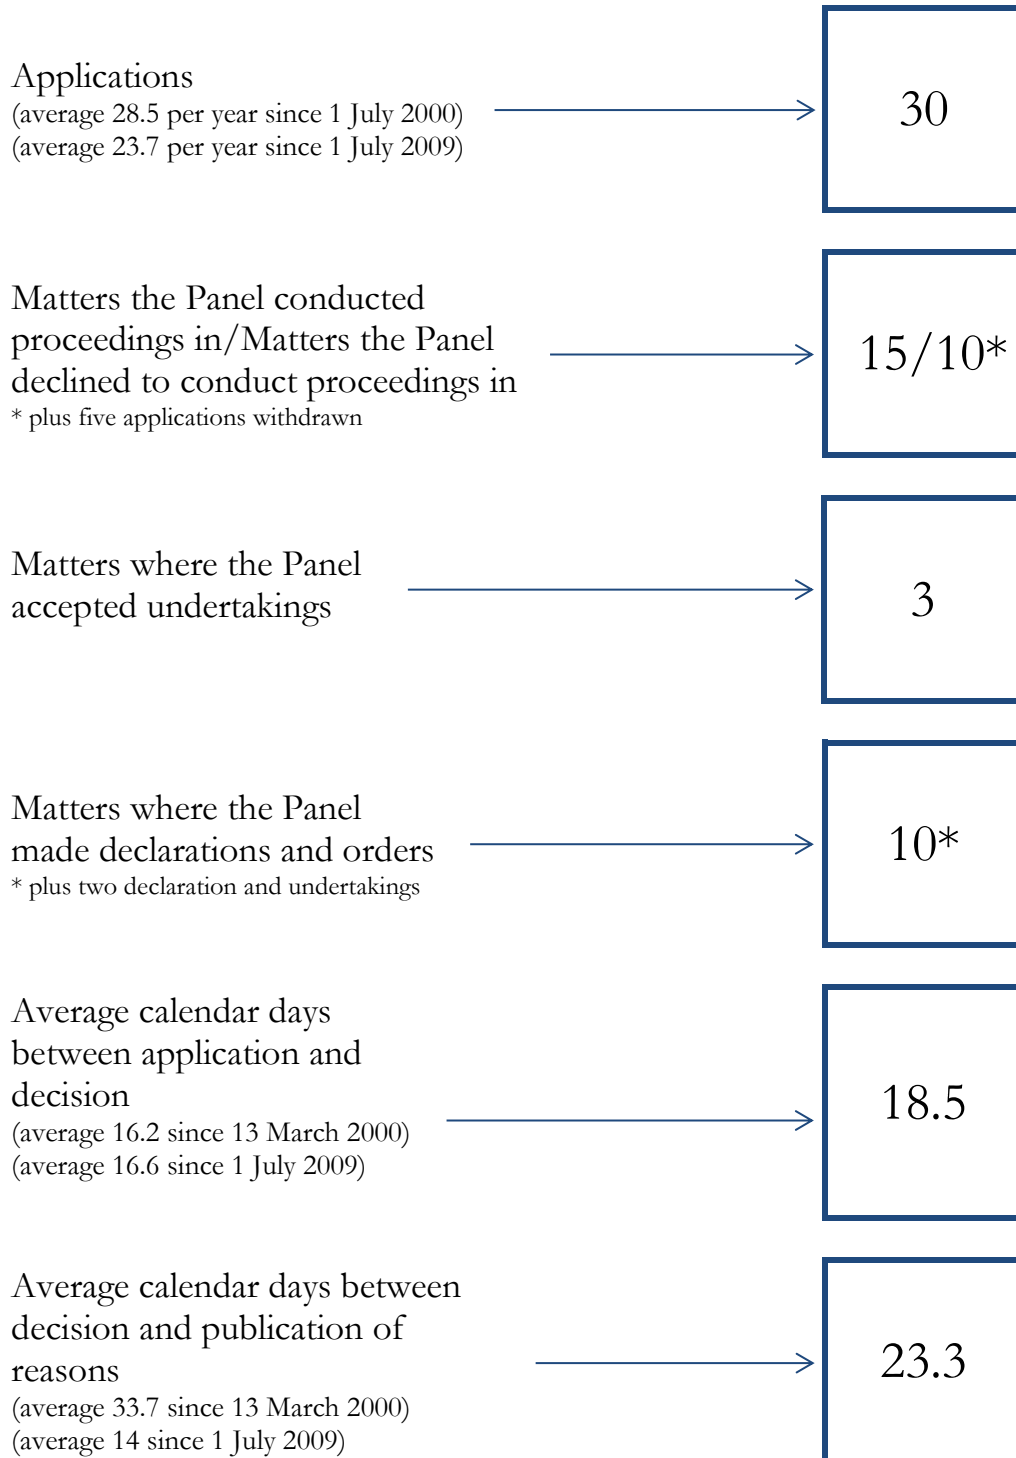 Applications
(average 28.5 per year since 1 July 2000)
(average 23.7 per year since 1 July 2009)
30
Matters the Panel conducted
proceedings in/Matters the Panel
declined to conduct proceedings in
* plus five applications withdrawn
15/10*
Matters where the Panel
accepted undertakings
3
Matters where the Panel
made declarations and orders
* plus two declaration and undertakings
10*
Average calendar days
between application and
decision
(average 16.2 since 13 March 2000)
(average 16.6 since 1 July 2009)
18.5
Average calendar days between
decision and publication of
reasons
(average 33.7 since 13 March 2000)
(average 14 since 1 July 2009)
23.3